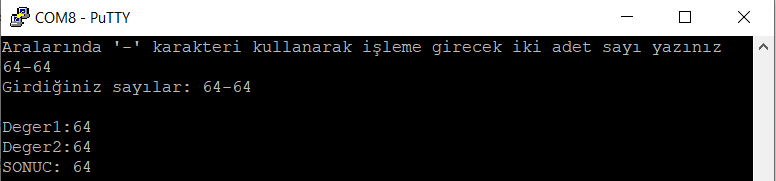 COM8 - PuTTY
Aralarında '-' karakteri kullanarak işleme girecek iki adet sayı yazınız
64-64
Girdiğiniz sayılar: 64-64
Deger1:64
Deger2:64
SONUC: 64